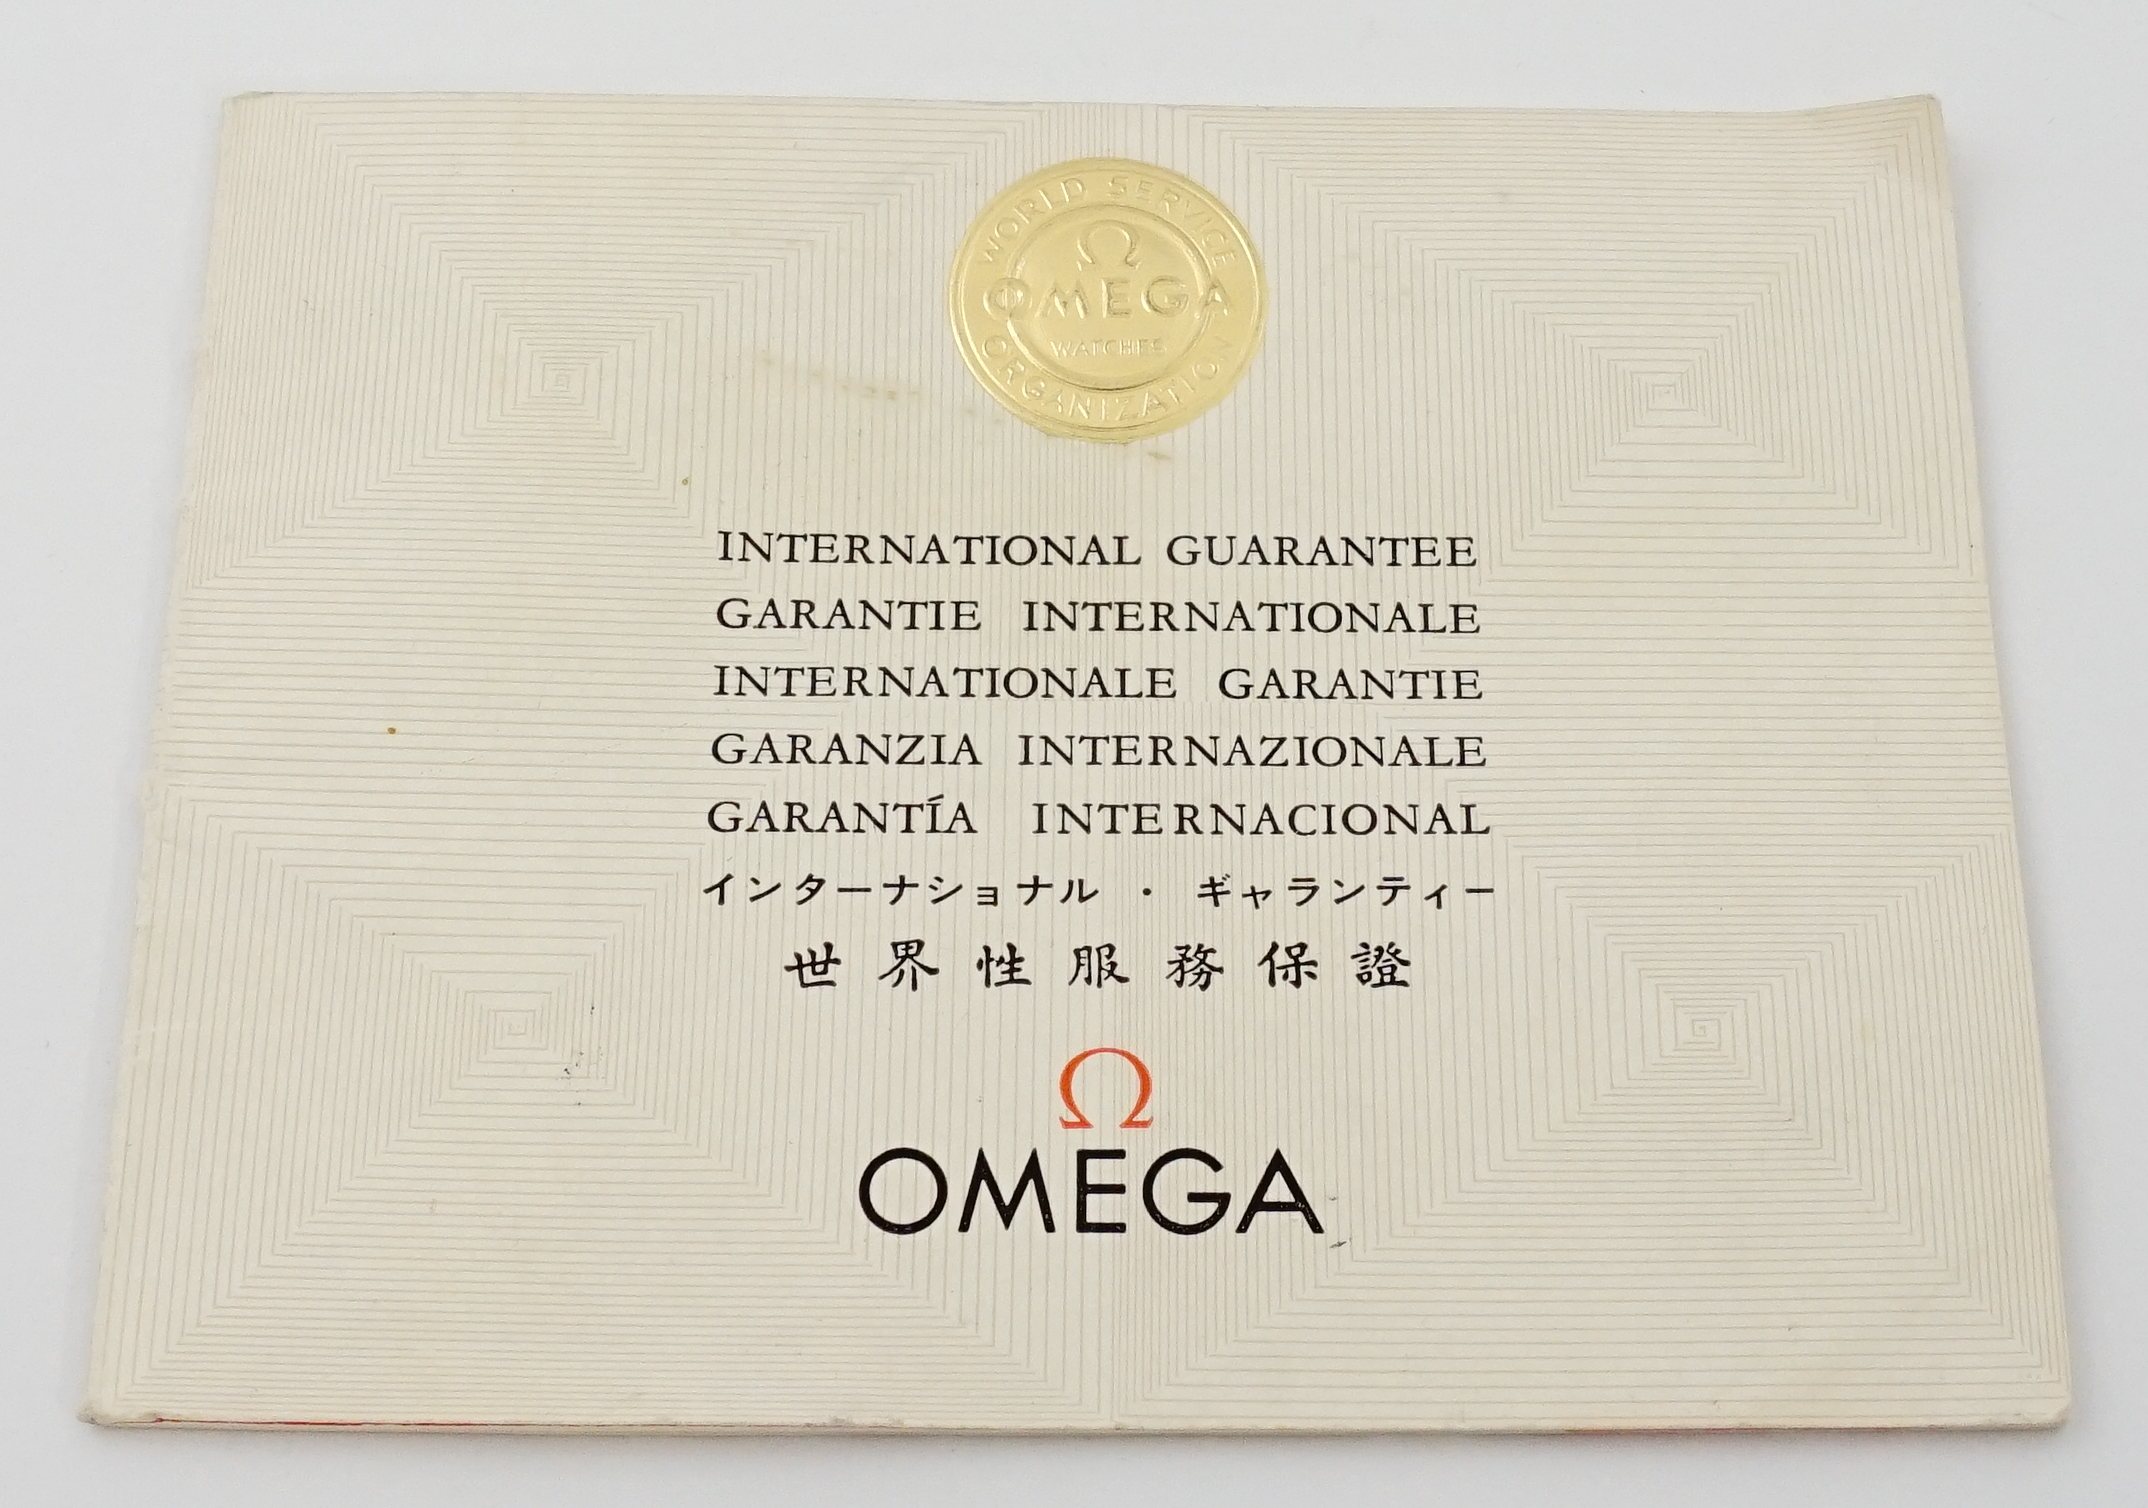 WORLD SERVICE
Ω
OMEGA
WATCHES
ORGANIZATION
INTERNATIONAL GUARANTEE
GARANTIE INTERNATIONALE
INTERNATIONALE GARANTIE
GARANZIA INTERNAZIONALE
GARANTÍA INTERNACIONAL
インターナショナル・ギャランティー
世界性服務保證
Ω
OMEGA